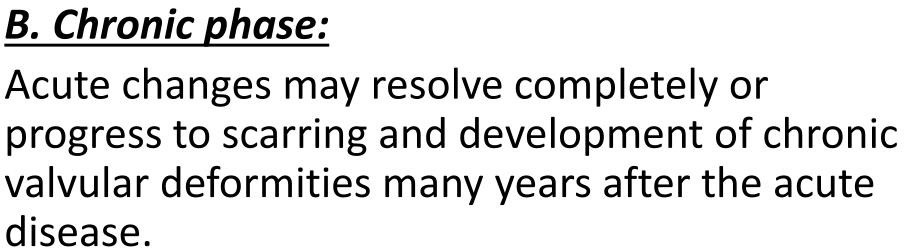 B. Chronic phase:
Acute changes may resolve completely or
progress to scarring and development of chronic
valvular deformities many years after the acute
disease.